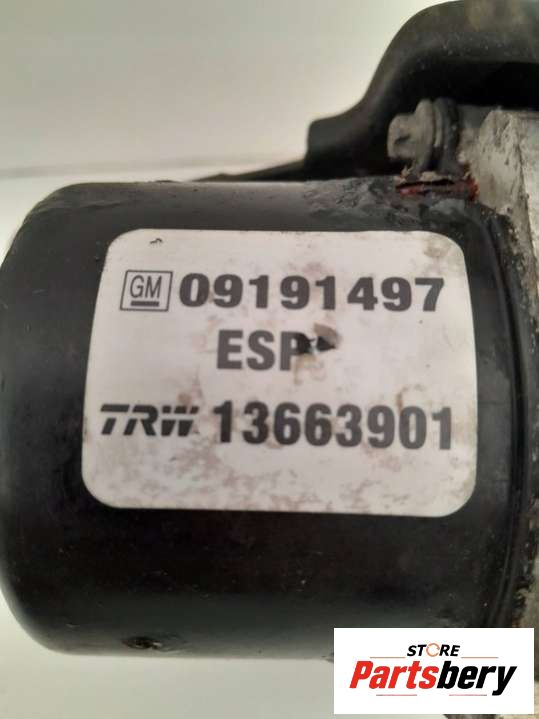 GM 09191497
ESP
TRW 13663901
STORE
Partsbery